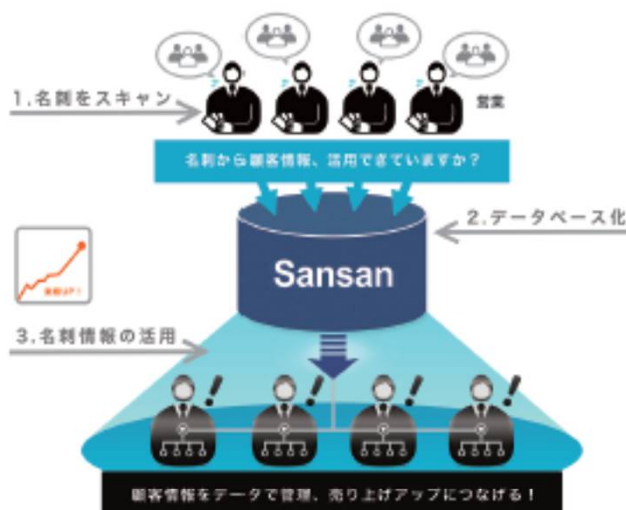 1.名刺をスキャン
営業
名刺から顧客情報、活用できていますか？
2.データベース化
Sansan
3.名刺情報の活用
顧客情報をデータで管理、売り上げアップにつなげる！